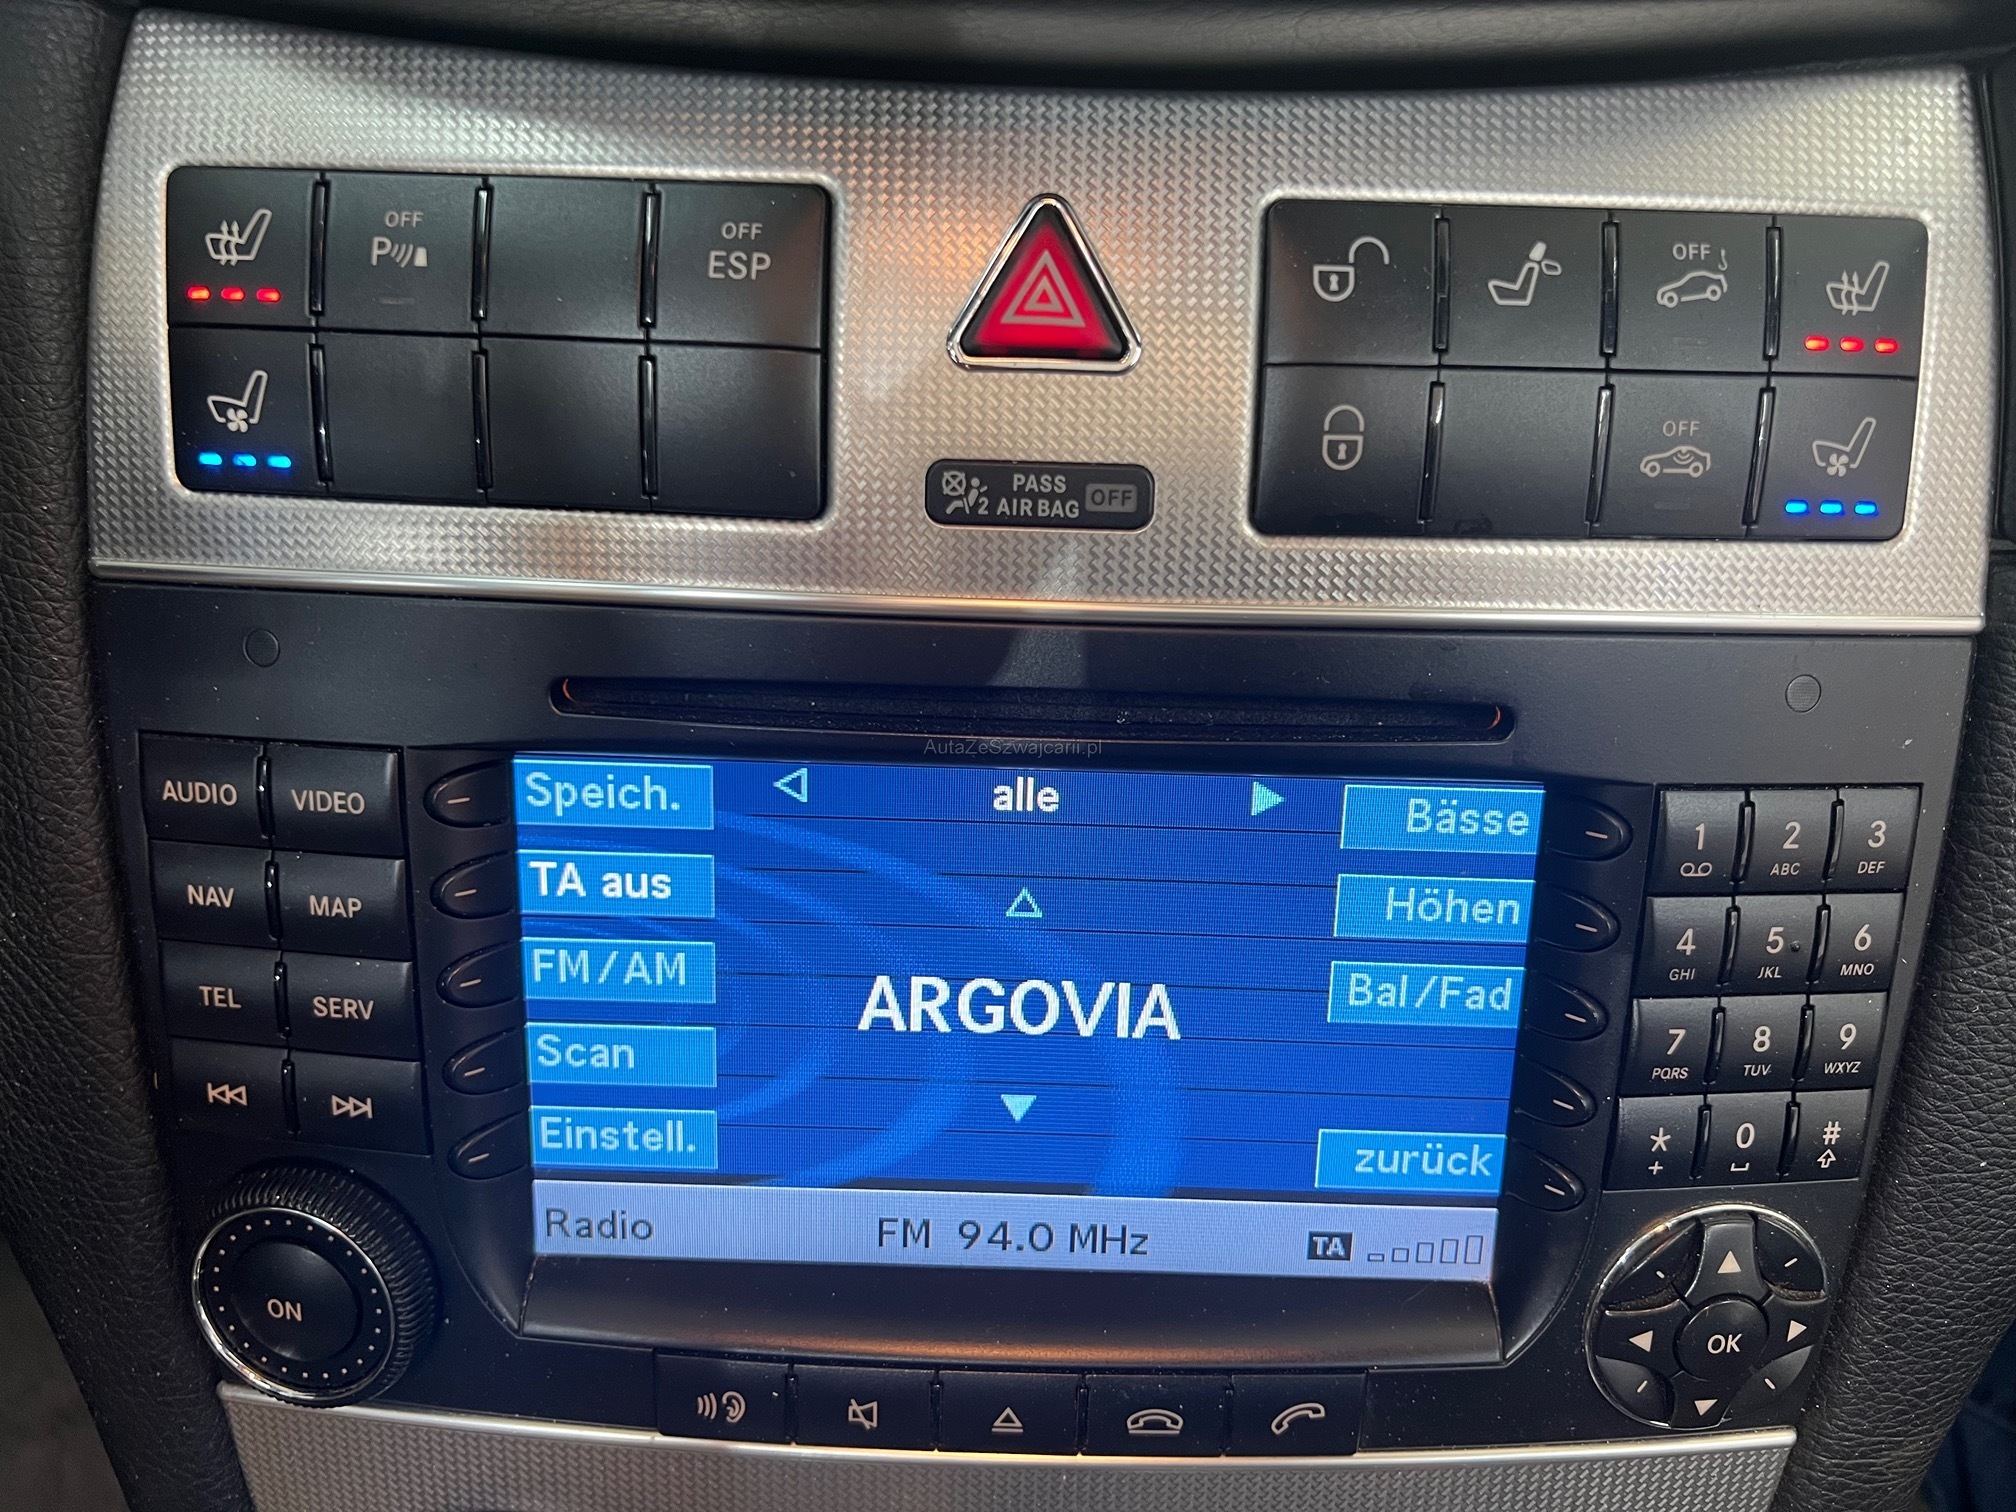 OFF
P
OFF
ESP
OFF
OFF
PASS
2 AIR BAG OFF
AutaZeSzwajcarii.pl
AUDIO
VIDEO
NAV
MAP
TEL
SERV
ON
Speich.
TA aus
FM/AM
Scan
Einstell.
alle
ARGOVIA
Bässe
Höhen
Bal/Fad
zurück
Radio
FM 94.0 MHz
TA
1
2
ABC
3
DEF
4
GHI
5
JKL
6
MNO
7
PQRS
8
TUV
9
WXYZ
*
+
0
#
OK